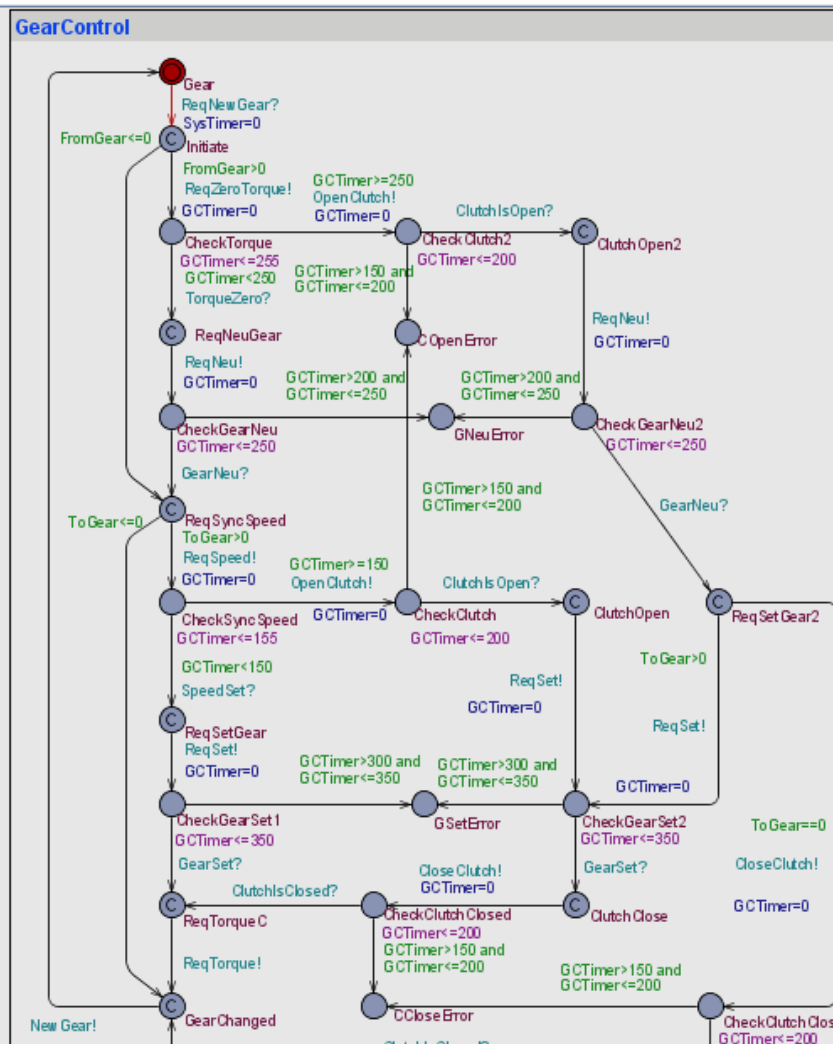 GearControl
Gear
ReqNewGear?
SysTimer=0
FromGear<=0
Initiate
FromGear>0
ReqZeroTorque!
GCTimer=0
GCTimer>=250
OpenClutch!
GCTimer=0
ClutchIsOpen?
CheckTorque
GCTimer<=255
GCTimer<250
TorqueZero?
CheckClutch2
GCTimer<=200
ClutchOpen2
GCTimer>150 and
GCTimer<=200
ReqNeuGear
COpenError
ReqNeu!
GCTimer=0
ReqNeu!
GCTimer=0
GCTimer>200 and
GCTimer<=250
GCTimer>200 and
GCTimer<=250
CheckGearNeu
GCTimer<=250
GNeuError
CheckGearNeu2
GCTimer<=250
GearNeu?
GCTimer>150 and
GCTimer<=200
GearNeu?
ToGear<=0
ReqSyncSpeed
ToGear>0
ReqSpeed!
GCTimer=0
GCTimer>=150
OpenClutch!
GCTimer=0
ClutchIsOpen?
CheckSyncSpeed
GCTimer<=155
CheckClutch
GCTimer<=200
ClutchOpen
ReqSetGear2
GCTimer<150
SpeedSet?
ReqSet!
GCTimer=0
ToGear>0
ReqSet!
GCTimer=0
ReqSetGear
ReqSet!
GCTimer=0
GCTimer>300 and
GCTimer<=350
GCTimer>300 and
GCTimer<=350
CheckGearSet1
GCTimer<=350
GSetError
CheckGearSet2
GCTimer<=350
ToGear==0
CloseClutch!
GCTimer=0
GearSet?
ClutchIsClosed?
CloseClutch!
GCTimer=0
GearSet?
ReqTorqueC
CheckClutchClosed
GCTimer<=200
GCTimer>150 and
GCTimer<=200
ClutchClose
ReqTorque!
GCTimer>150 and
GCTimer<=200
NewGear!
GearChanged
CCloseError
CheckClutchClos
GCTimer<=200